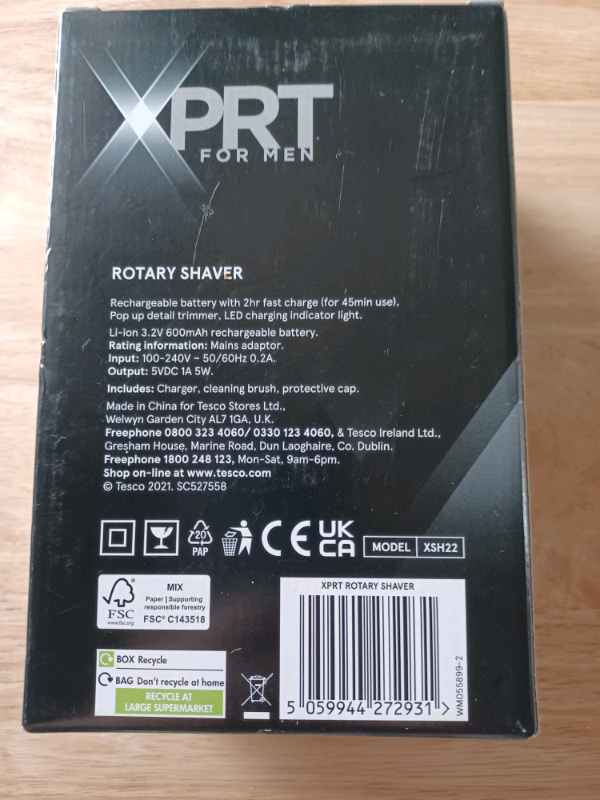 XPRT
FOR MEN
ROTARY SHAVER
Rechargeable battery with 2hr fast charge (for 45min use),
Pop up detail trimmer, LED charging indicator light.
Li-ion 3.2V 600mAh rechargeable battery.
Rating information: Mains adaptor.
Input: 100-240V ~ 50/60Hz 0.2A.
Output: 5VDC 1A 5W.
Includes: Charger, cleaning brush, protective cap.
Made in China for Tesco Stores Ltd.,
Welwyn Garden City AL7 1GA, U.K.
Freephone 0800 323 4060/ 0330 123 4060, & Tesco Ireland Ltd.,
Gresham House, Marine Road, Dun Laoghaire, Co. Dublin.
Freephone 1800 248 123, Mon-Sat, 9am-6pm.
Shop on-line at www.tesco.com
© Tesco 2021. SC527558
20
PAP
CE
UK
CA
MODEL XSH22
FSC
www.fsc.org
MIX
Paper | Supporting
responsible forestry
FSC® C143518
XPRT ROTARY SHAVER
BOX Recycle
BAG Don't recycle at home
RECYCLE AT
LARGE SUPERMARKET
5 059944 272931 >
WM055899-2